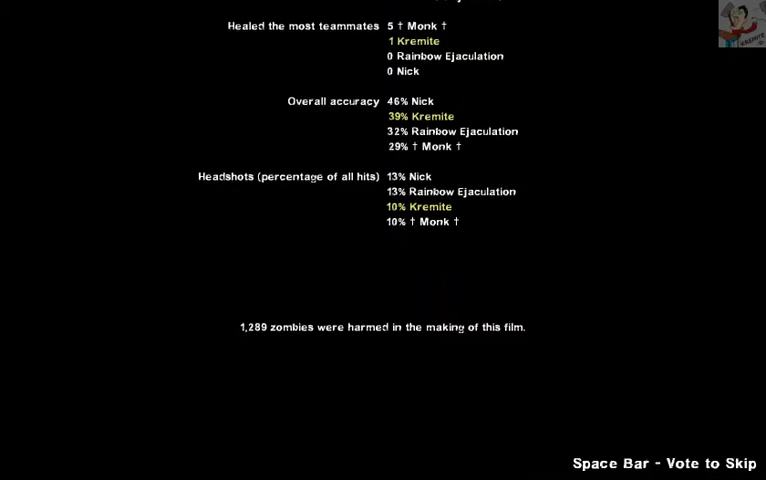 Healed the most teammates 5 † Monk †
1 Kremite
0 Rainbow Ejaculation
0 Nick
Overall accuracy 46% Nick
39% Kremite
32% Rainbow Ejaculation
29% † Monk †
Headshots (percentage of all hits) 13% Nick
13% Rainbow Ejaculation
10% Kremite
10% † Monk †
1,289 zombies were harmed in the making of this film.
Space Bar - Vote to Skip
KREMITE